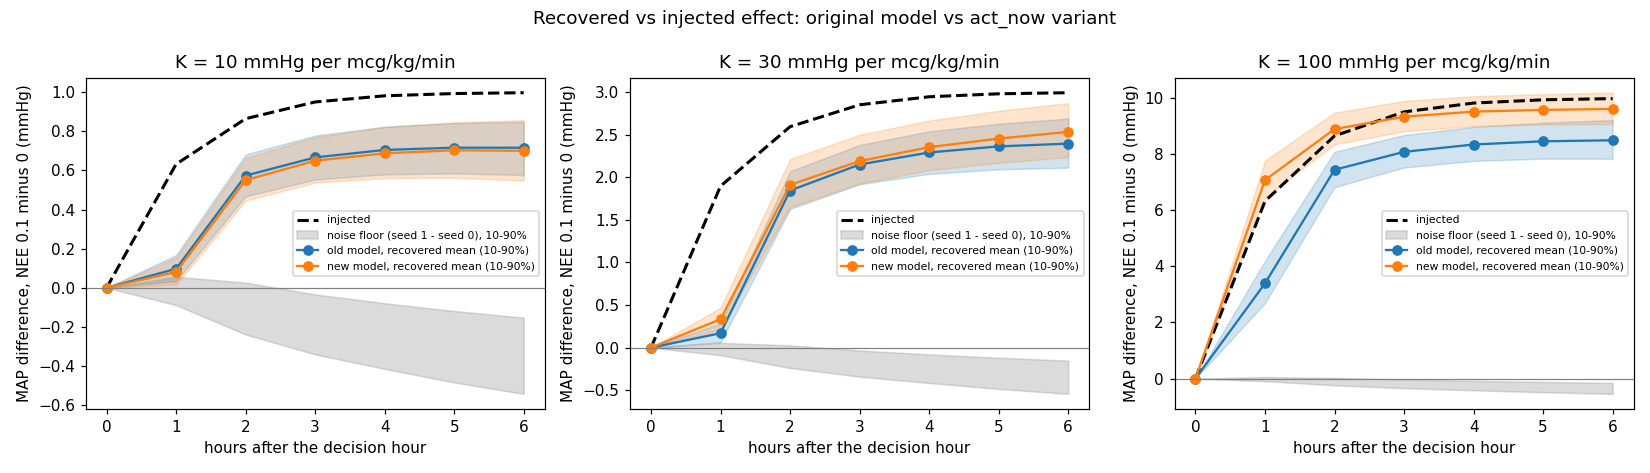 Recovered vs injected effect: original model vs act_now variant
K = 10 mmHg per mcg/kg/min
MAP difference, NEE 0.1 minus 0 (mmHg)
1.0
0.8
0.6
0.4
0.2
0.0
−0.2
−0.4
−0.6
injected
noise floor (seed 1 - seed 0), 10-90%
old model, recovered mean (10-90%)
new model, recovered mean (10-90%)
0 1 2 3 4 5 6
hours after the decision hour
K = 30 mmHg per mcg/kg/min
MAP difference, NEE 0.1 minus 0 (mmHg)
3.0
2.5
2.0
1.5
1.0
0.5
0.0
−0.5
injected
noise floor (seed 1 - seed 0), 10-90%
old model, recovered mean (10-90%)
new model, recovered mean (10-90%)
0 1 2 3 4 5 6
hours after the decision hour
K = 100 mmHg per mcg/kg/min
MAP difference, NEE 0.1 minus 0 (mmHg)
10
8
6
4
2
0
injected
noise floor (seed 1 - seed 0), 10-90%
old model, recovered mean (10-90%)
new model, recovered mean (10-90%)
0 1 2 3 4 5 6
hours after the decision hour